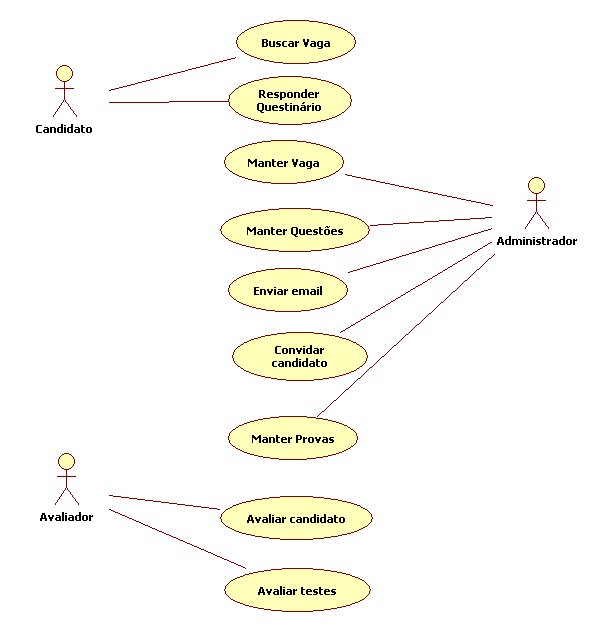 Buscar Vaga
Candidato
Responder
Questinário
Manter Vaga
Manter Questões
Administrador
Enviar email
Convidar
candidato
Manter Provas
Avaliador
Avaliar candidato
Avaliar testes